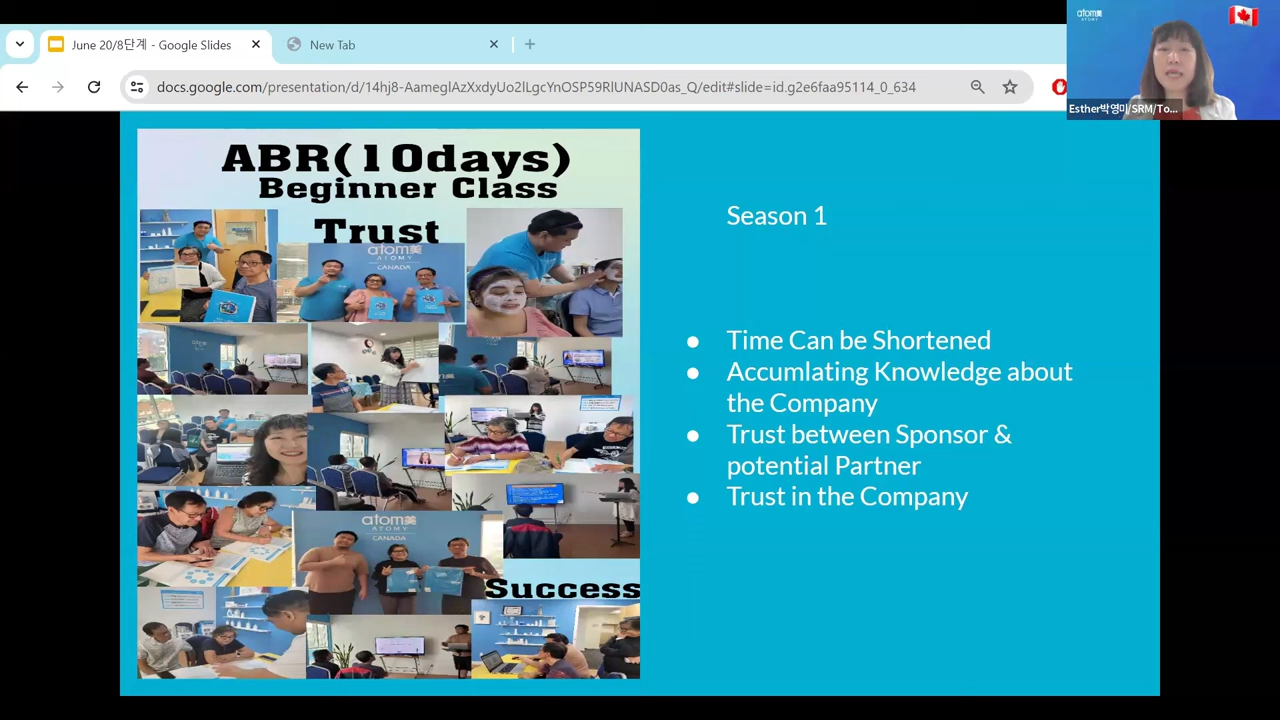 June 20/8단계 - Google Slides
New Tab
docs.google.com/presentation/d/14hj8-AameglAzXxdyUo2lLgcYnOSP59RlUNASD0as_Q/edit#slide=id.g2e6faa95114_0_634
atom美
ATOMY
Esther박영미/SRM/To...
ABR(10days)
Beginner Class
Trust
atom美
ATOMY
CANADA
atom美
ATOMY
CANADA
Success
Season 1
● Time Can be Shortened
● Accumlating Knowledge about
the Company
● Trust between Sponsor &
potential Partner
● Trust in the Company